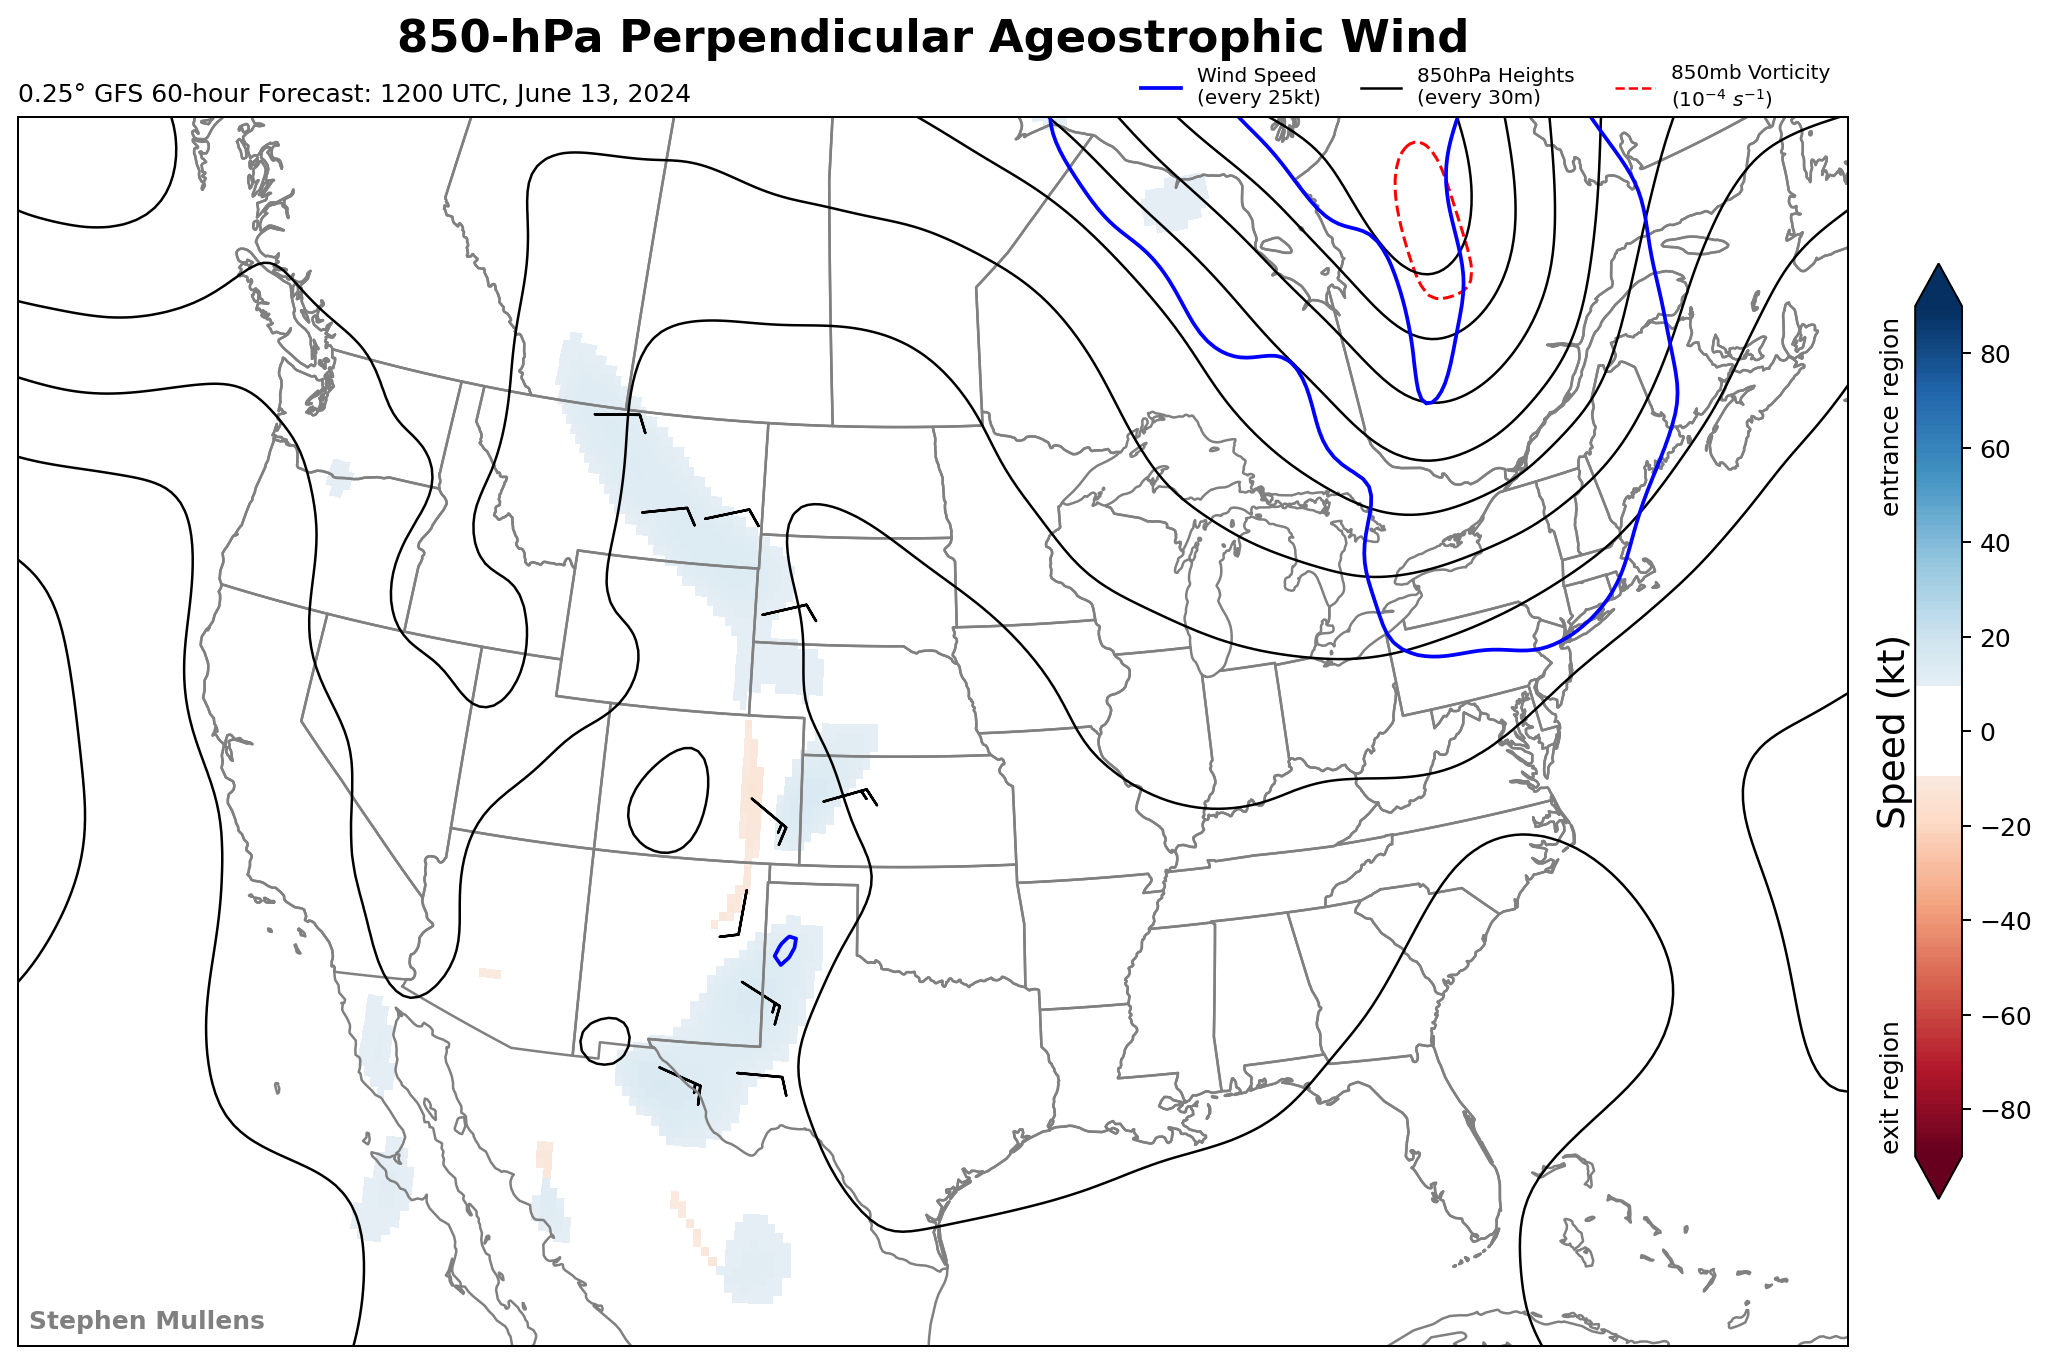 850-hPa Perpendicular Ageostrophic Wind
0.25° GFS 60-hour Forecast: 1200 UTC, June 13, 2024
Wind Speed
(every 25kt)
850hPa Heights
(every 30m)
850mb Vorticity
(10⁻⁴ s⁻¹)
entrance region
Speed (kt)
exit region
80
60
40
20
0
−20
−40
−60
−80
Stephen Mullens